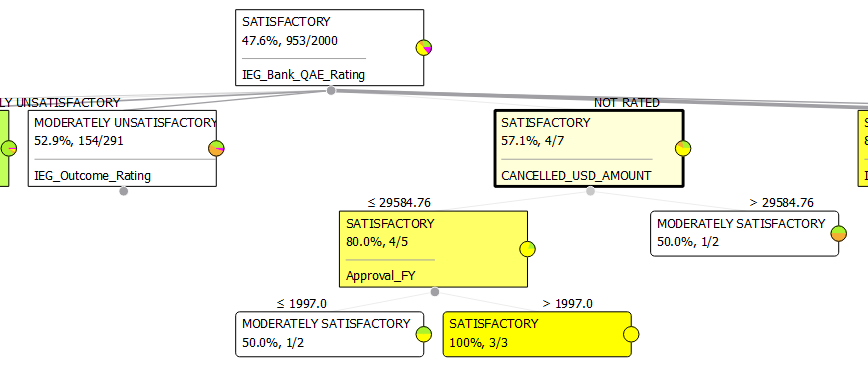 SATISFACTORY
47.6%, 953/2000
IEG_Bank_QAE_Rating
LY UNSATISFACTORY
NOT RATED
MODERATELY UNSATISFACTORY
52.9%, 154/291
IEG_Outcome_Rating
SATISFACTORY
57.1%, 4/7
CANCELLED_USD_AMOUNT
≤ 29584.76
> 29584.76
SATISFACTORY
80.0%, 4/5
Approval_FY
MODERATELY SATISFACTORY
50.0%, 1/2
≤ 1997.0
> 1997.0
MODERATELY SATISFACTORY
50.0%, 1/2
SATISFACTORY
100%, 3/3